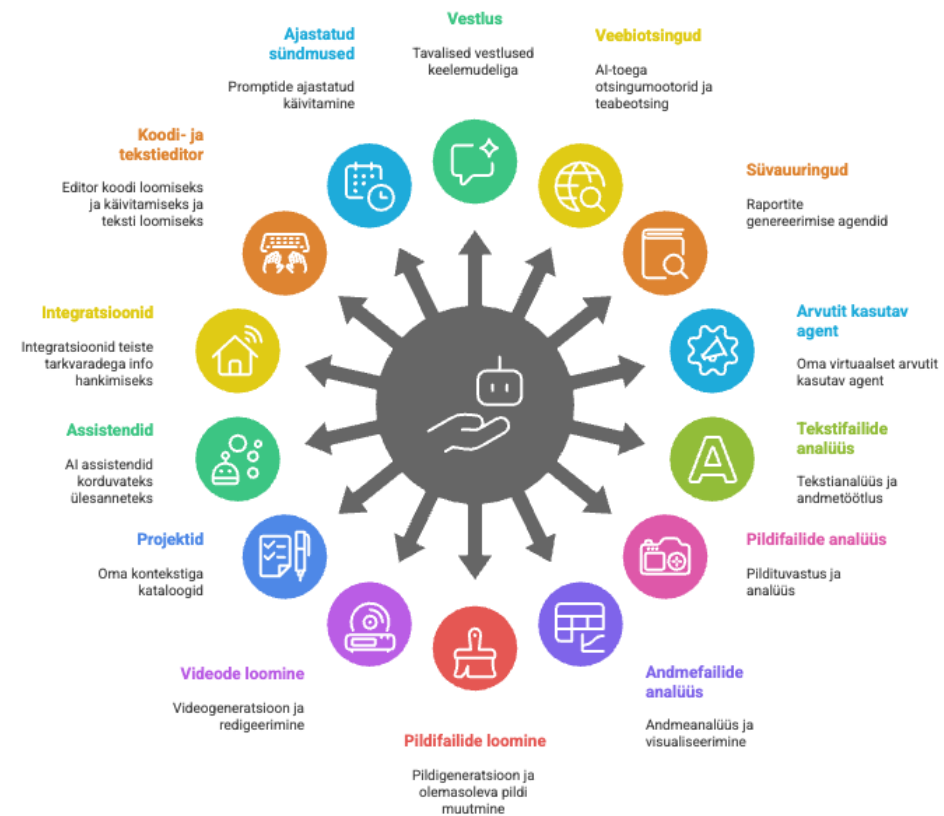 Vestlus
Tavalised vestlused
keelemudeliga
Veebiotsingud
AI-toega
otsingumootorid ja
teabeotsing
Süvauuringud
Raportite
genereerimise agendid
Arvutit kasutav
agent
Oma virtuaalset arvutit
kasutav agent
Tekstifailide
analüüs
Tekstianalüüs ja
andmetöötlus
Pildifailide analüüs
Pildituvastus ja
analüüs
Andmefailide
analüüs
Andmeanalüüs ja
visualiseerimine
Pildifailide loomine
Pildigeneratsioon ja
olemasoleva pildi
muutmine
Videode loomine
Videogeneratsioon ja
redigeerimine
Projektid
Oma kontekstiga
kataloogid
Assistendid
AI assistendid
korduvateks
ülesanneteks
Integratsioonid
Integratsioonid teiste
tarkvaradega info
hankimiseks
Koodi- ja
tekstieditor
Editor koodi loomiseks
ja käivitamiseks ja
teksti loomiseks
Ajastatud
sündmused
Promptide ajastatud
käivitamine